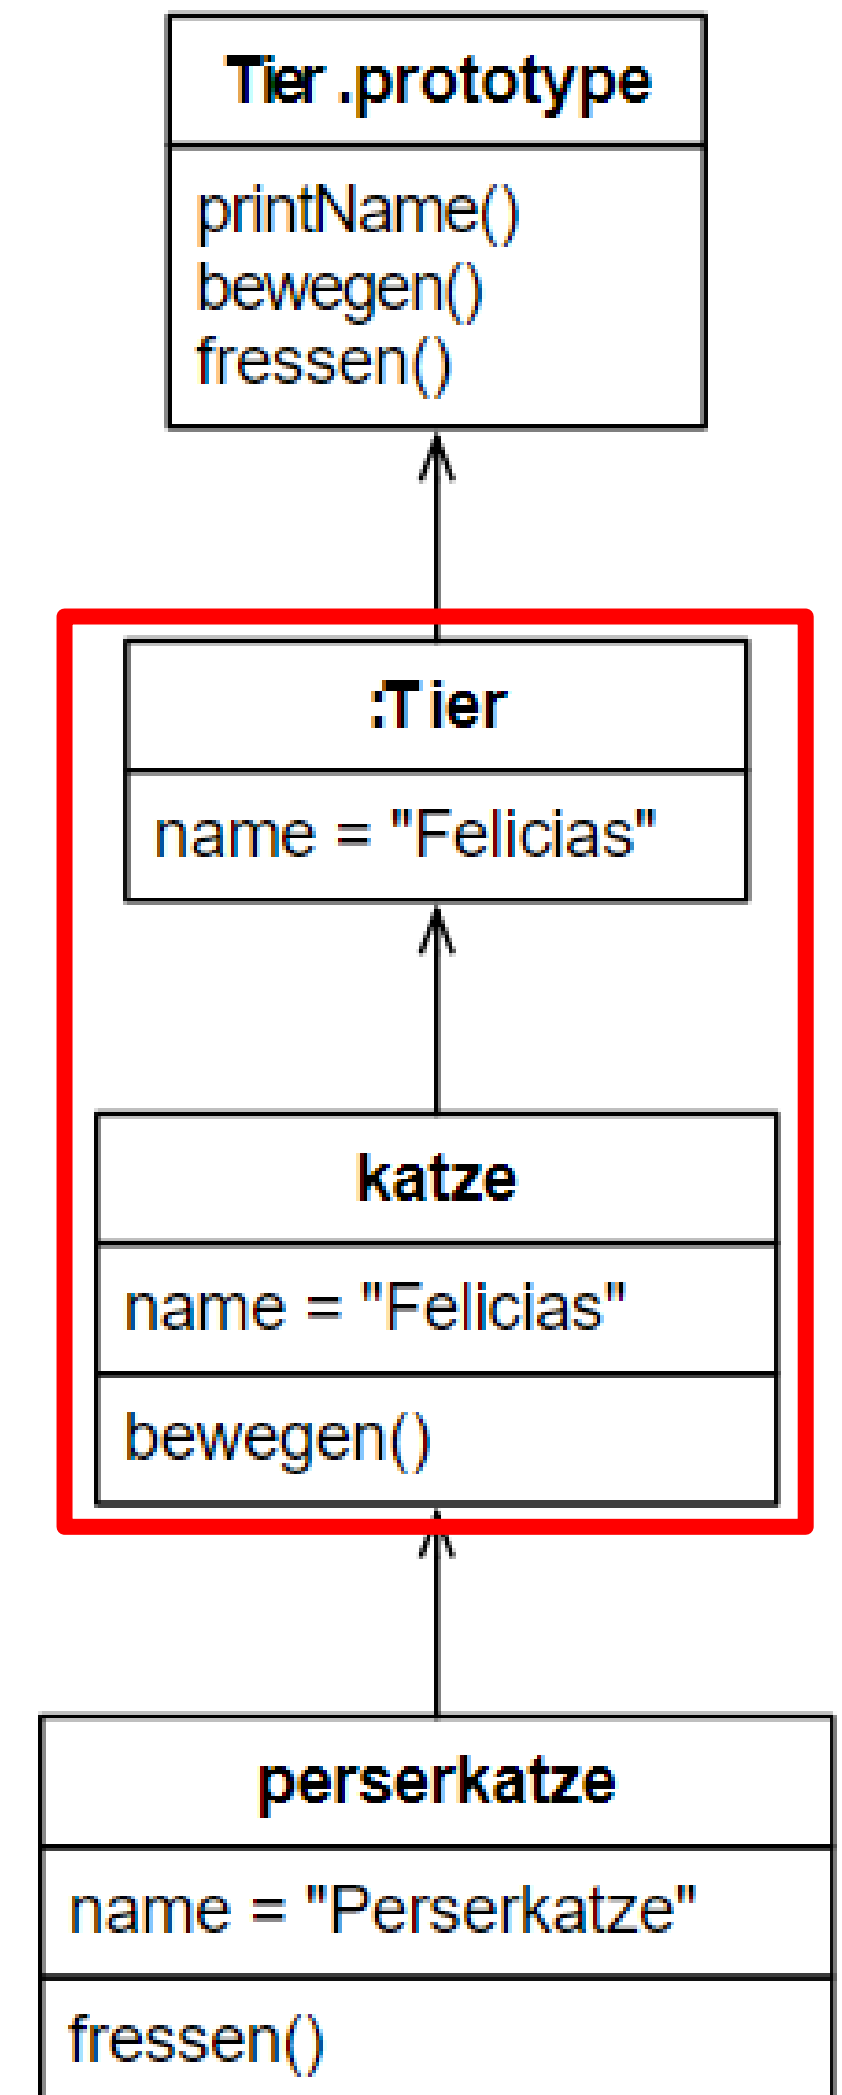 Tier.prototype
printName()
bewegen()
fressen()
:Tier
name = "Felicias"
katze
name = "Felicias"
bewegen()
perserkatze
name = "Perserkatze"
fressen()